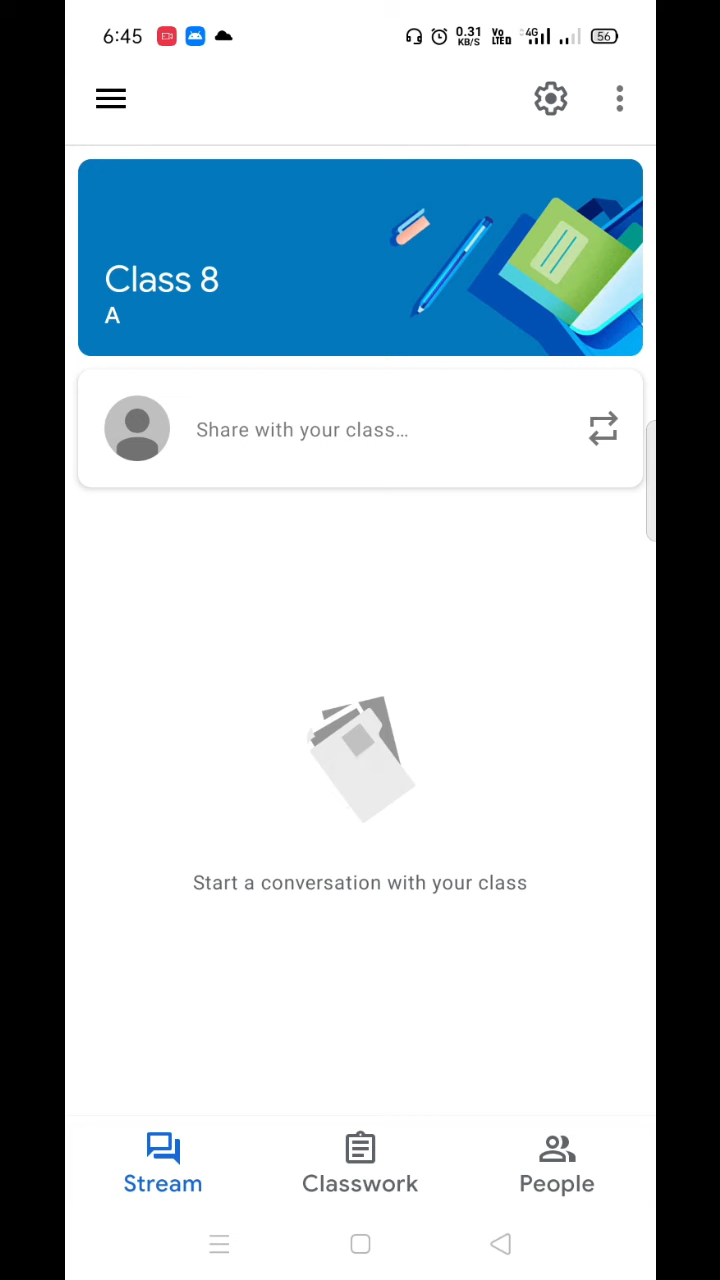 6:45 0.31 KB/S VoLTE 4G 56
Class 8
A
Share with your class...
Start a conversation with your class
Stream Classwork People